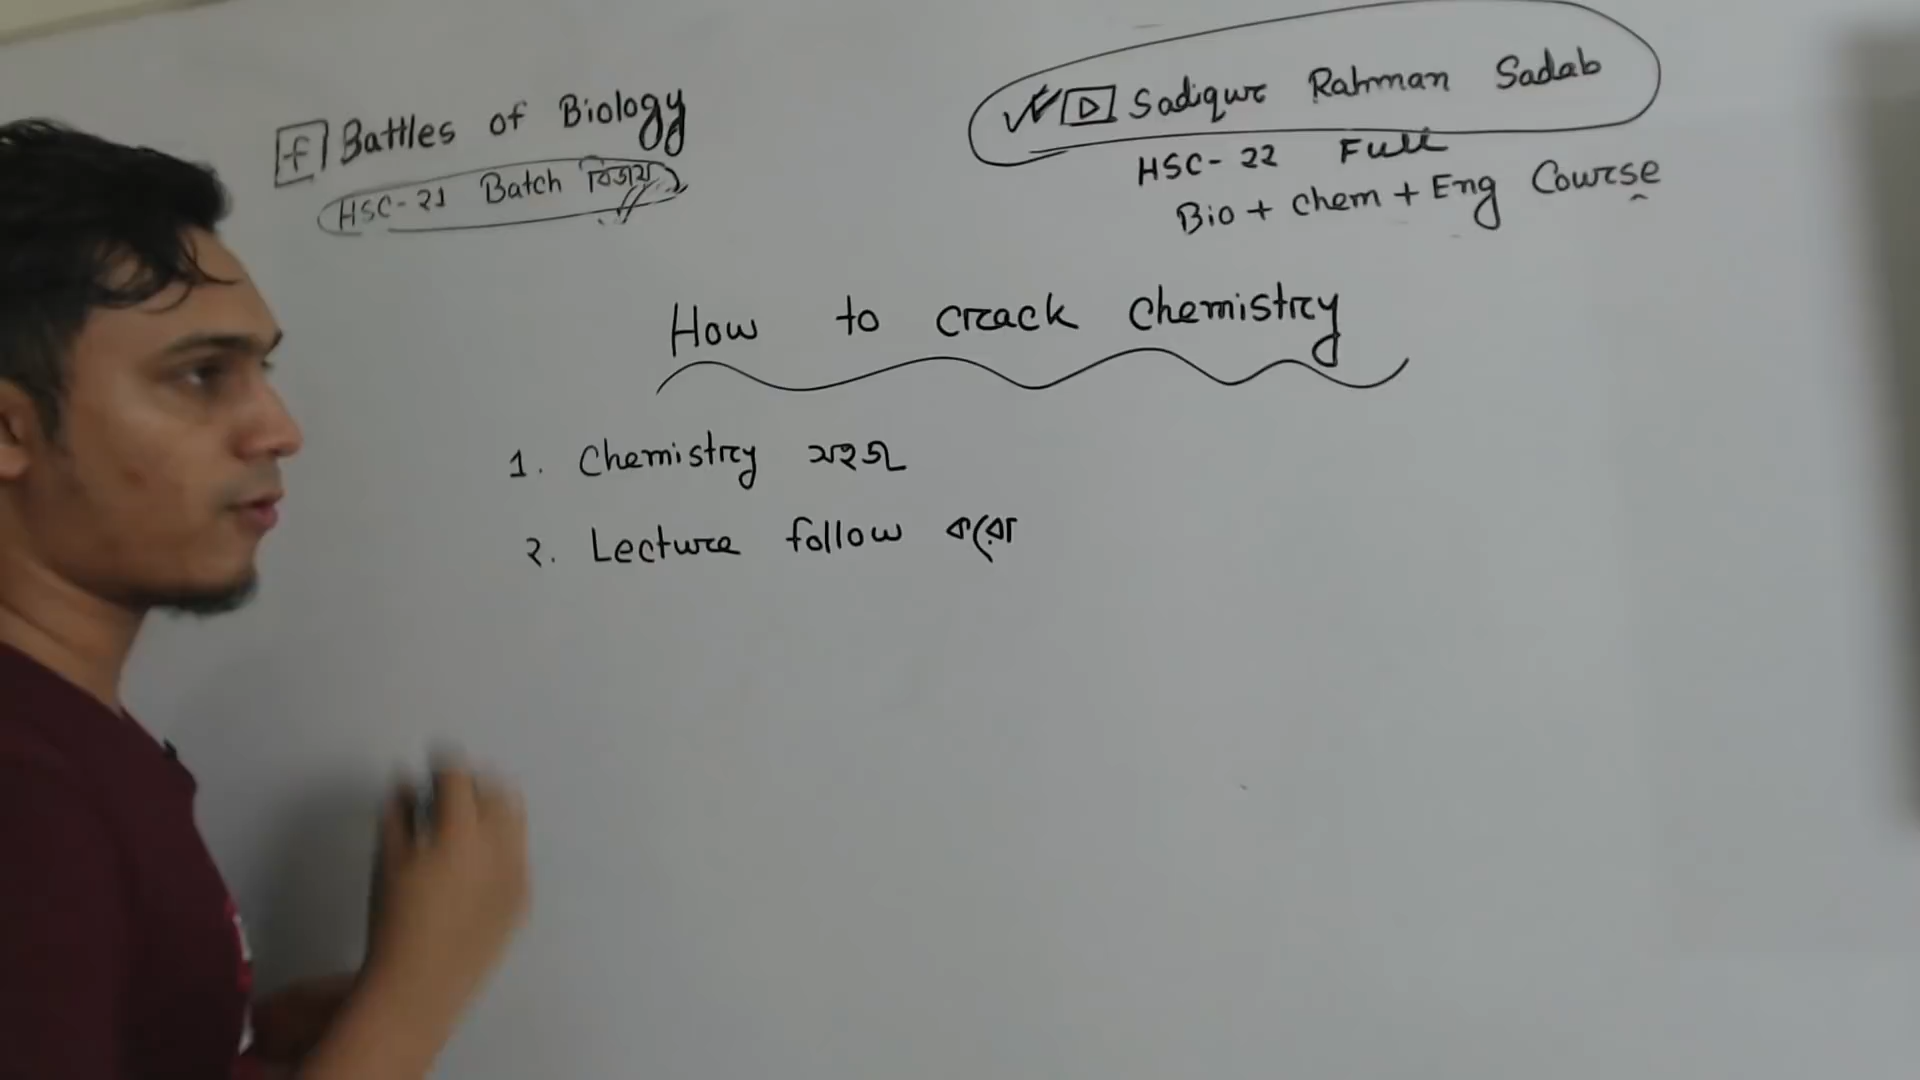 f Battles of Biology
HSC-21 Batch বিজয়
Sadiqur Rahman Sadab
HSC-22 Full
Bio + Chem + Eng Course
How to crack Chemistry
1. Chemistry সহজ
২. Lecture follow করো